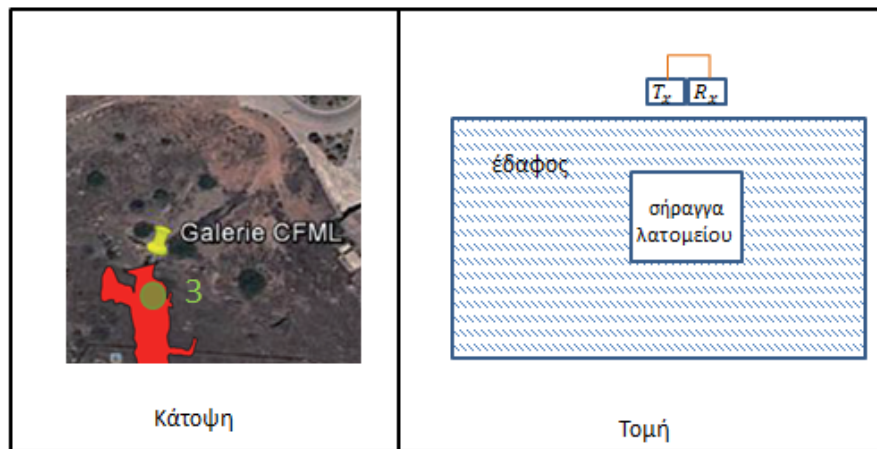 Galerie CFML
3
Κάτοψη
Tx Rx
έδαφος
σήραγγα
λατομείου
Τομή